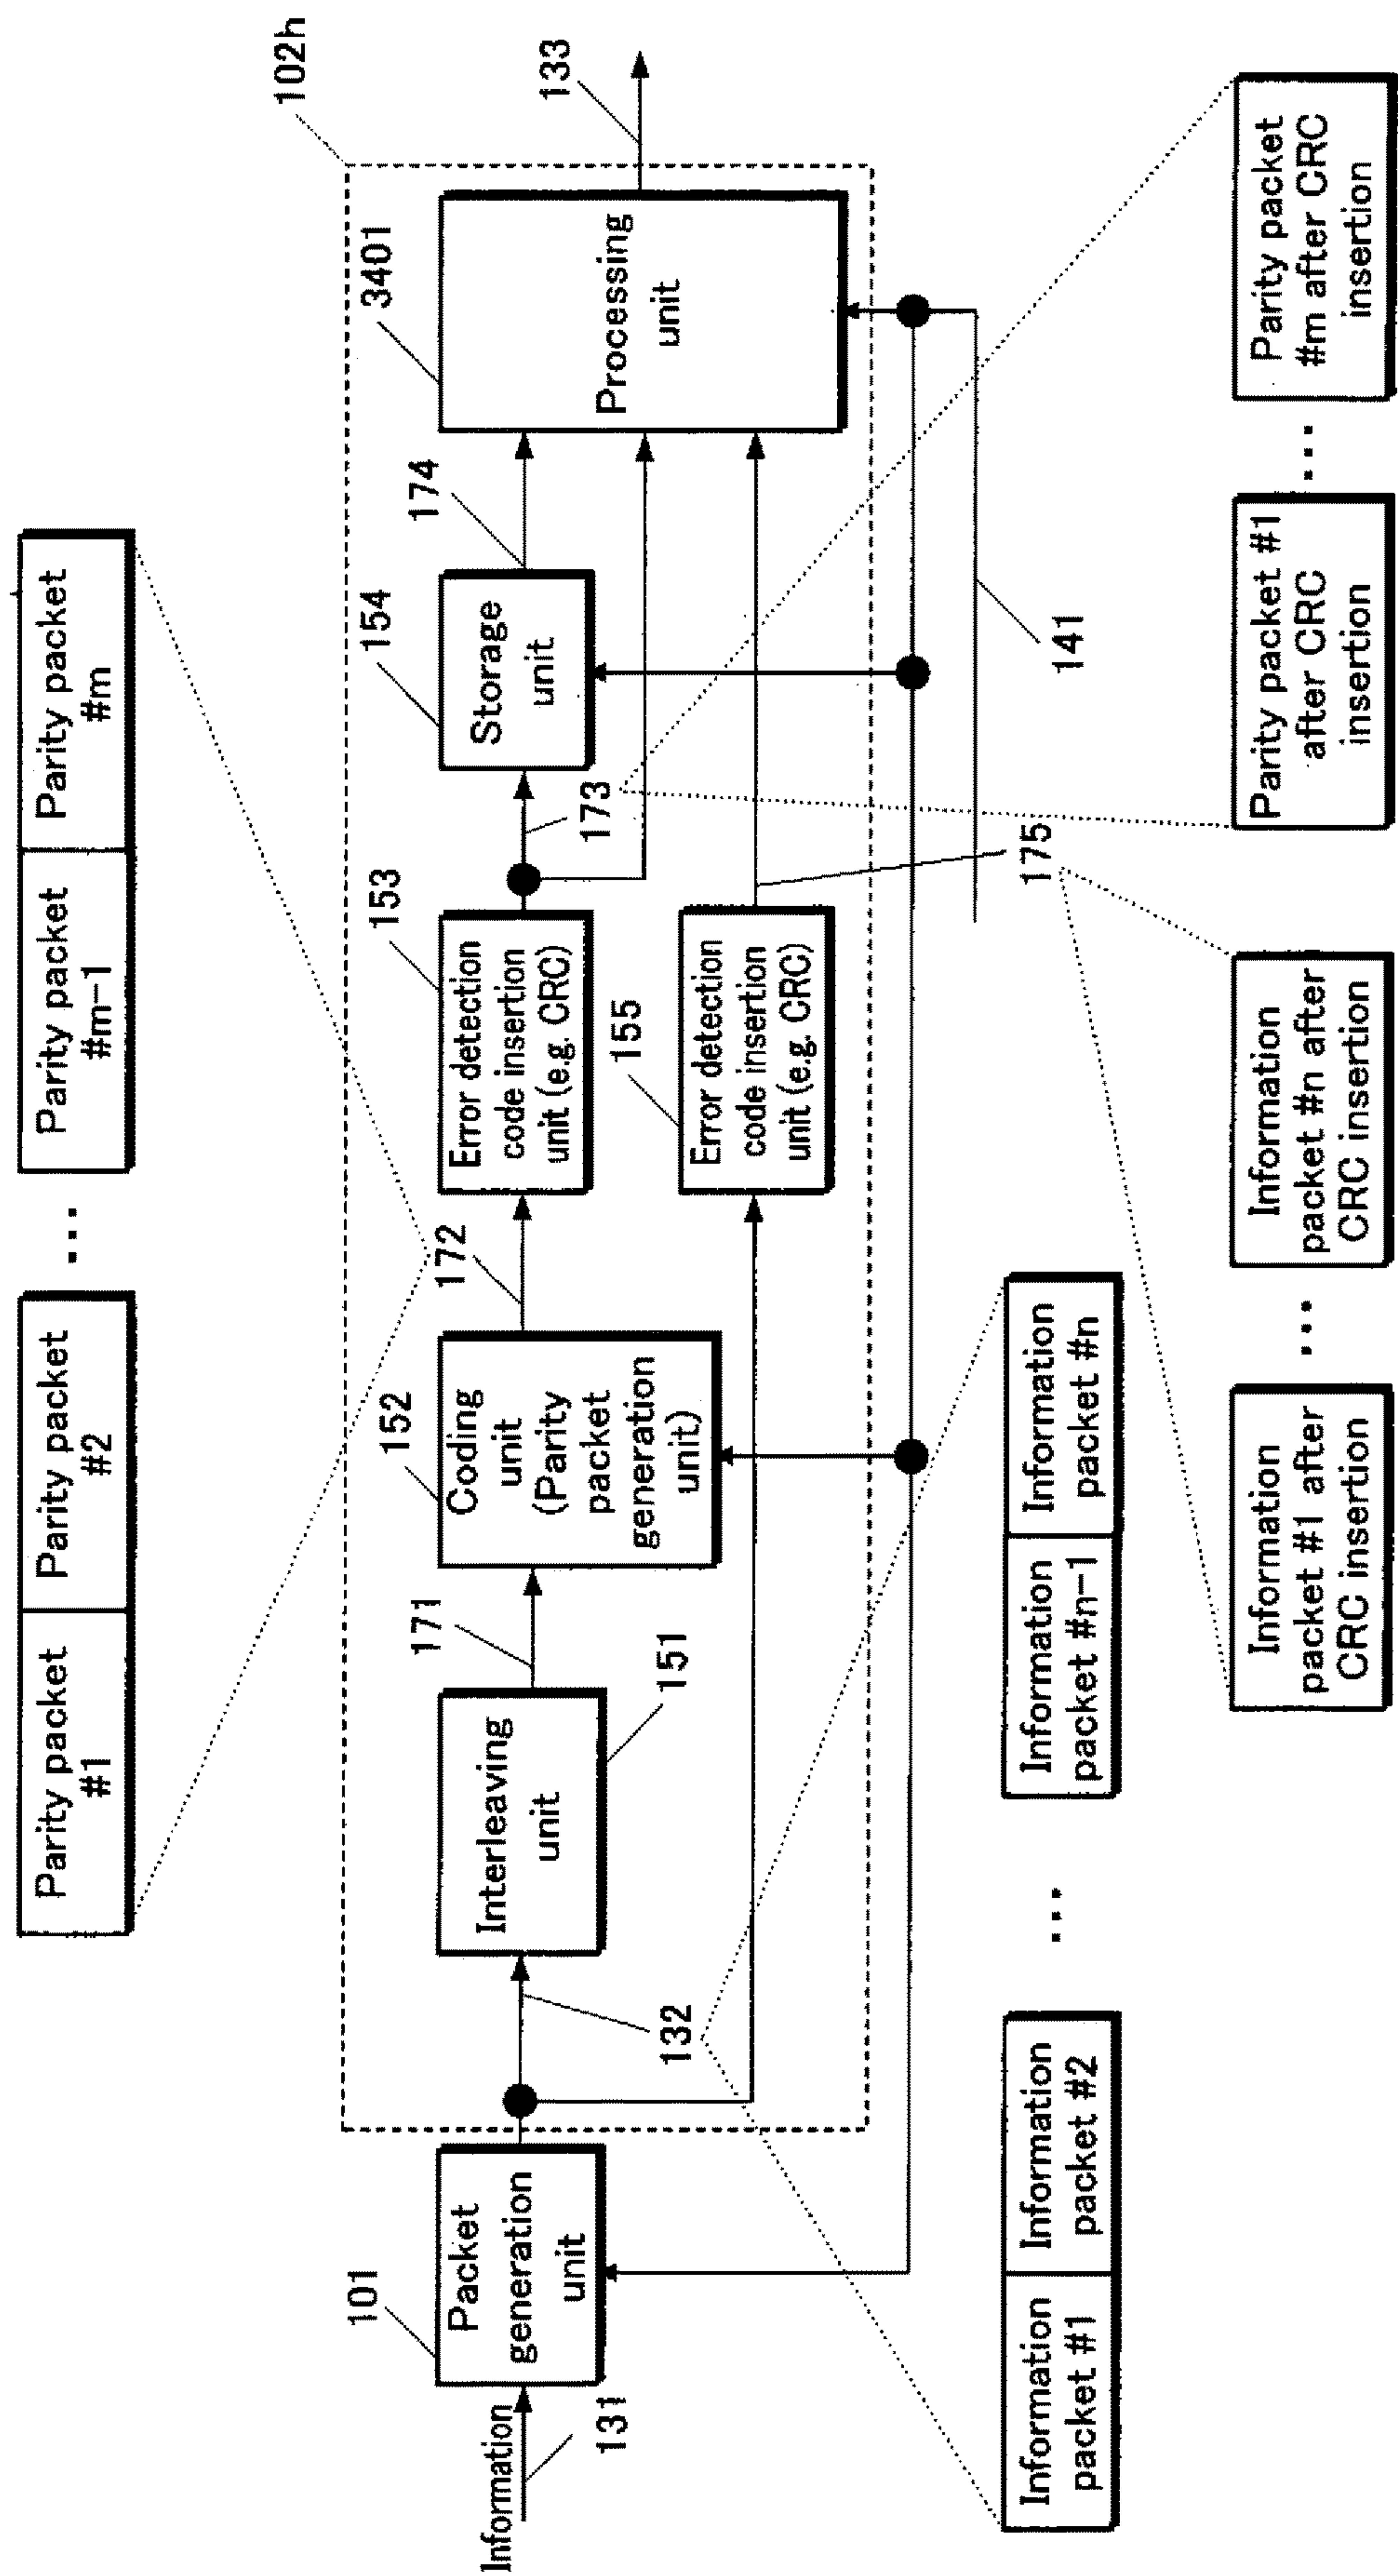 Parity packet
#1
Parity packet
#2
...
Parity packet
#m-1
Parity packet
#m
102h
Information
131
101
Packet
generation
unit
132
Interleaving
unit
151
171
152
Coding
unit
(Parity
packet
generation
unit)
172
153
Error detection
code insertion
unit (e.g. CRC)
155
Error detection
code insertion
unit (e.g. CRC)
173
154
Storage
unit
174
3401
Processing
unit
133
175
141
Information
packet #1
Information
packet #2
...
Information
packet #n-1
Information
packet #n
Information
packet #1 after
CRC insertion
...
Information
packet #n after
CRC insertion
Parity packet #1
after CRC
insertion
...
Parity packet
#m after CRC
insertion